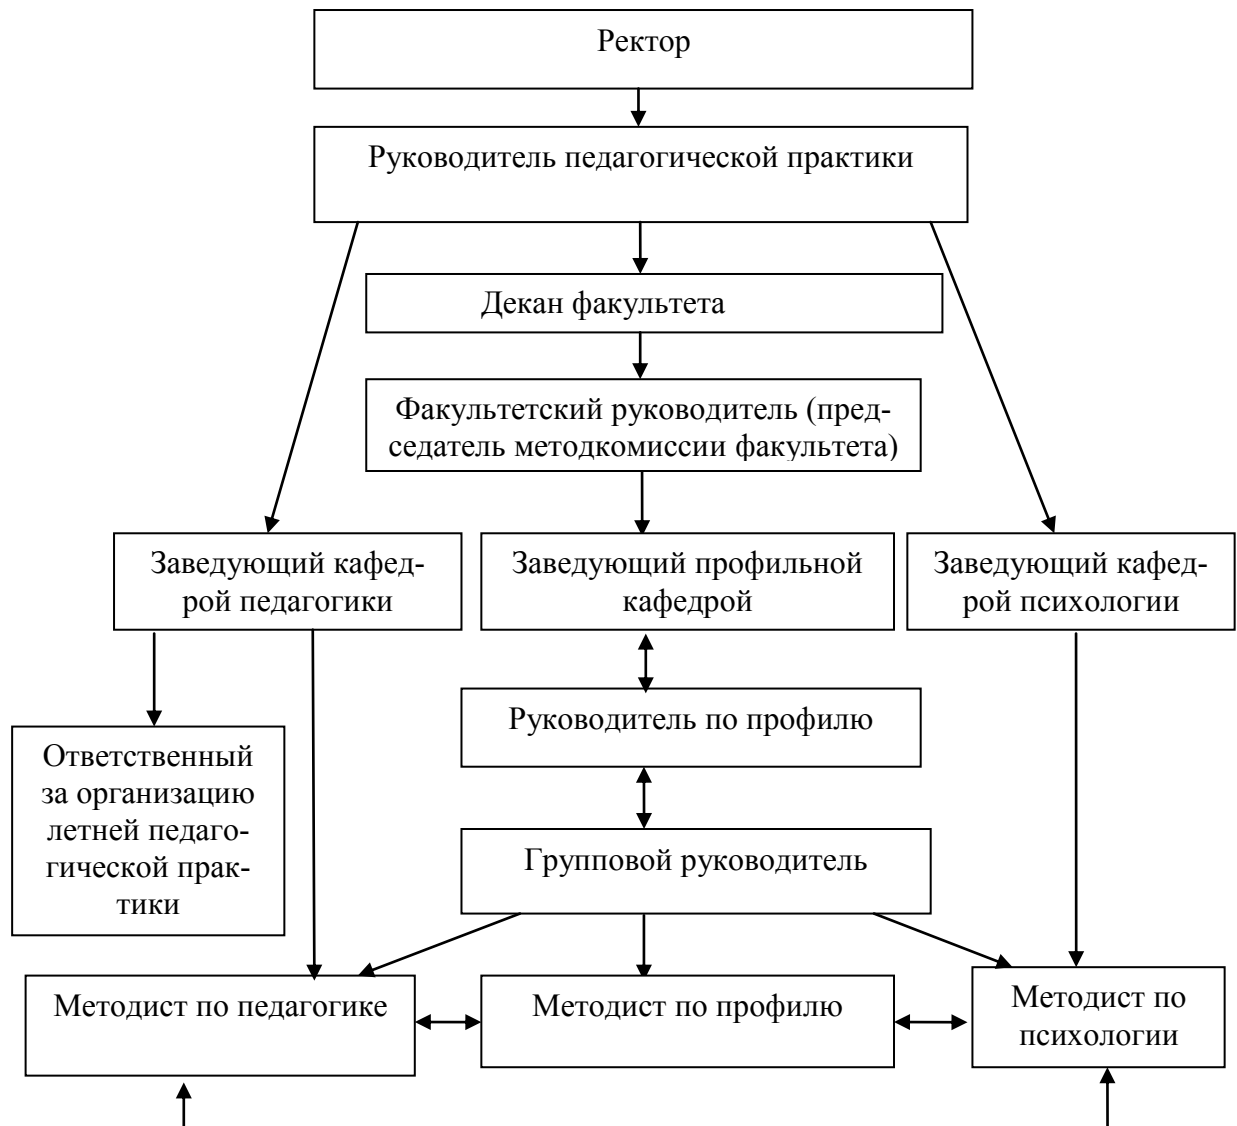 Ректор
Руководитель педагогической практики
Декан факультета
Факультетский руководитель (пред-
седатель методкомиссии факультета)
Заведующий кафед-
рой педагогики
Заведующий профильной
кафедрой
Заведующий кафед-
рой психологии
Руководитель по профилю
Ответственный
за организацию
летней педаго-
гической прак-
тики
Групповой руководитель
Методист по педагогике
Методист по профилю
Методист по
психологии